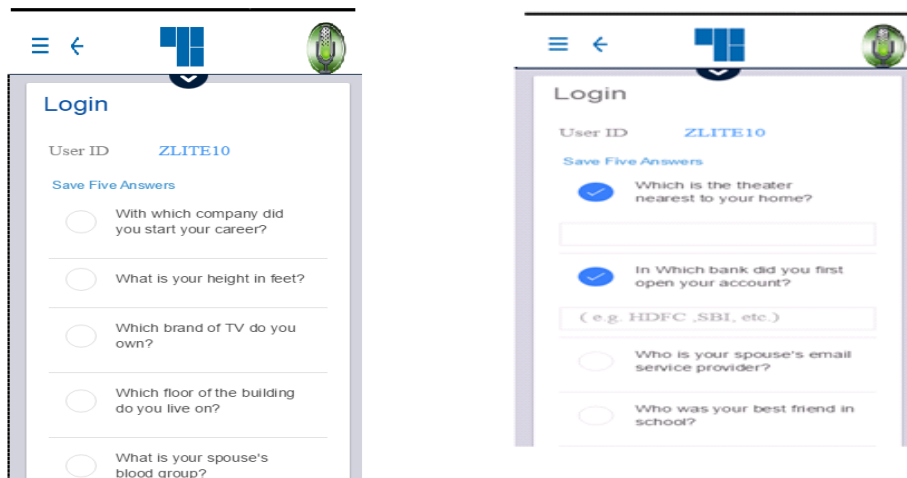 Login
User ID ZLITE10
Save Five Answers
With which company did
you start your career?
What is your height in feet?
Which brand of TV do you
own?
Which floor of the building
do you live on?
What is your spouse's
blood group?
Login
User ID ZLITE10
Save Five Answers
Which is the theater
nearest to your home?
In Which bank did you first
open your account?
( e.g. HDFC ,SBI, etc.)
Who is your spouse's email
service provider?
Who was your best friend in
school?